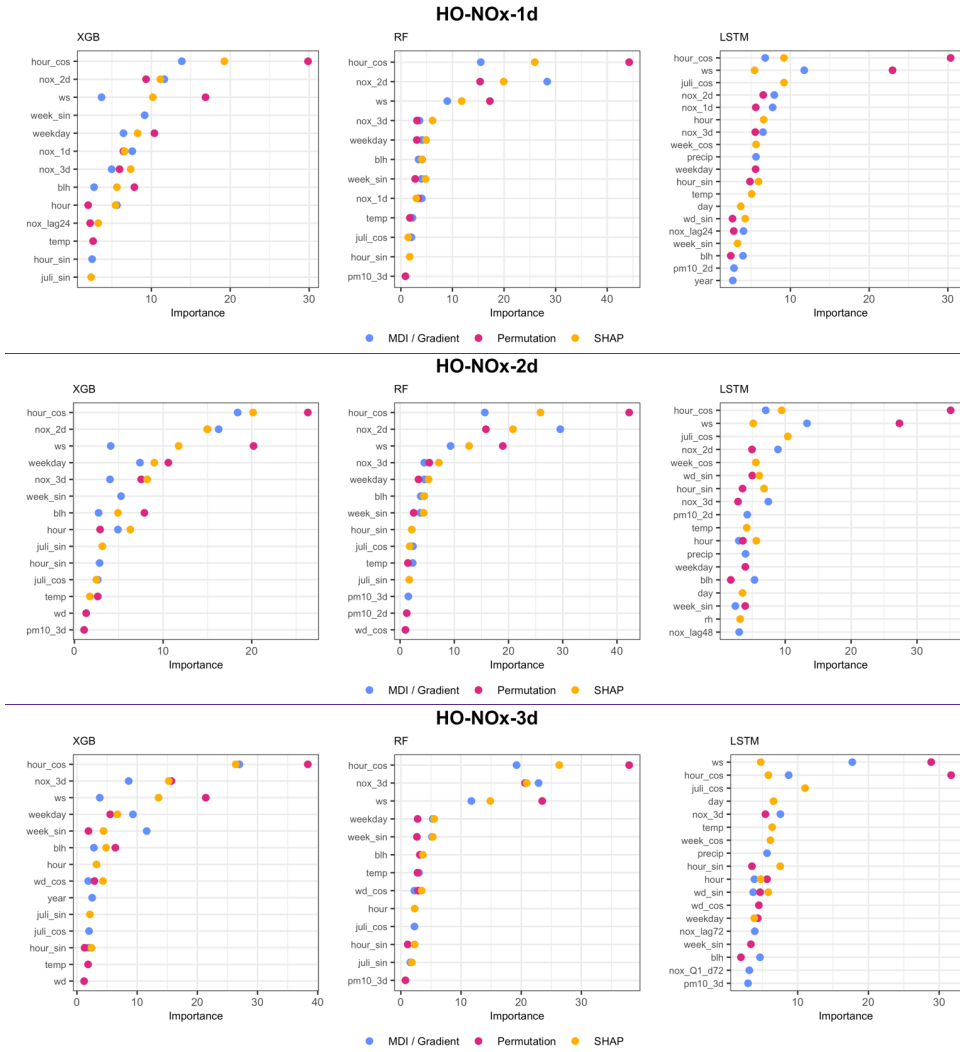 HO-NOx-1d
XGB
hour_cos
nox_2d
ws
week_sin
weekday
nox_1d
nox_3d
blh
hour
nox_lag24
temp
hour_sin
juli_sin
10 20 30
Importance
RF
hour_cos
nox_2d
ws
nox_3d
weekday
blh
week_sin
nox_1d
temp
juli_cos
hour_sin
pm10_3d
0 10 20 30 40
Importance
LSTM
hour_cos
ws
juli_cos
nox_2d
nox_1d
hour
nox_3d
week_cos
precip
weekday
hour_sin
temp
day
wd_sin
nox_lag24
week_sin
blh
pm10_2d
year
10 20 30
Importance
MDI / Gradient Permutation SHAP
HO-NOx-2d
XGB
hour_cos
nox_2d
ws
weekday
nox_3d
week_sin
blh
hour
juli_sin
hour_sin
juli_cos
temp
wd
pm10_3d
0 10 20
Importance
RF
hour_cos
nox_2d
ws
nox_3d
weekday
blh
week_sin
hour_sin
juli_cos
temp
juli_sin
pm10_3d
pm10_2d
wd_cos
0 10 20 30 40
Importance
LSTM
hour_cos
ws
juli_cos
nox_2d
week_cos
wd_sin
hour_sin
nox_3d
pm10_2d
temp
hour
precip
weekday
blh
day
week_sin
rh
nox_lag48
10 20 30
Importance
MDI / Gradient Permutation SHAP
HO-NOx-3d
XGB
hour_cos
nox_3d
ws
weekday
week_sin
blh
hour
wd_cos
year
juli_sin
juli_cos
hour_sin
temp
wd
0 10 20 30 40
Importance
RF
hour_cos
nox_3d
ws
weekday
week_sin
blh
temp
wd_cos
hour
juli_cos
hour_sin
juli_sin
pm10_3d
0 10 20 30
Importance
LSTM
ws
hour_cos
juli_cos
day
nox_3d
temp
week_cos
precip
hour_sin
hour
wd_sin
wd_cos
weekday
nox_lag72
week_sin
blh
nox_Q1_d72
pm10_3d
10 20 30
Importance
MDI / Gradient Permutation SHAP